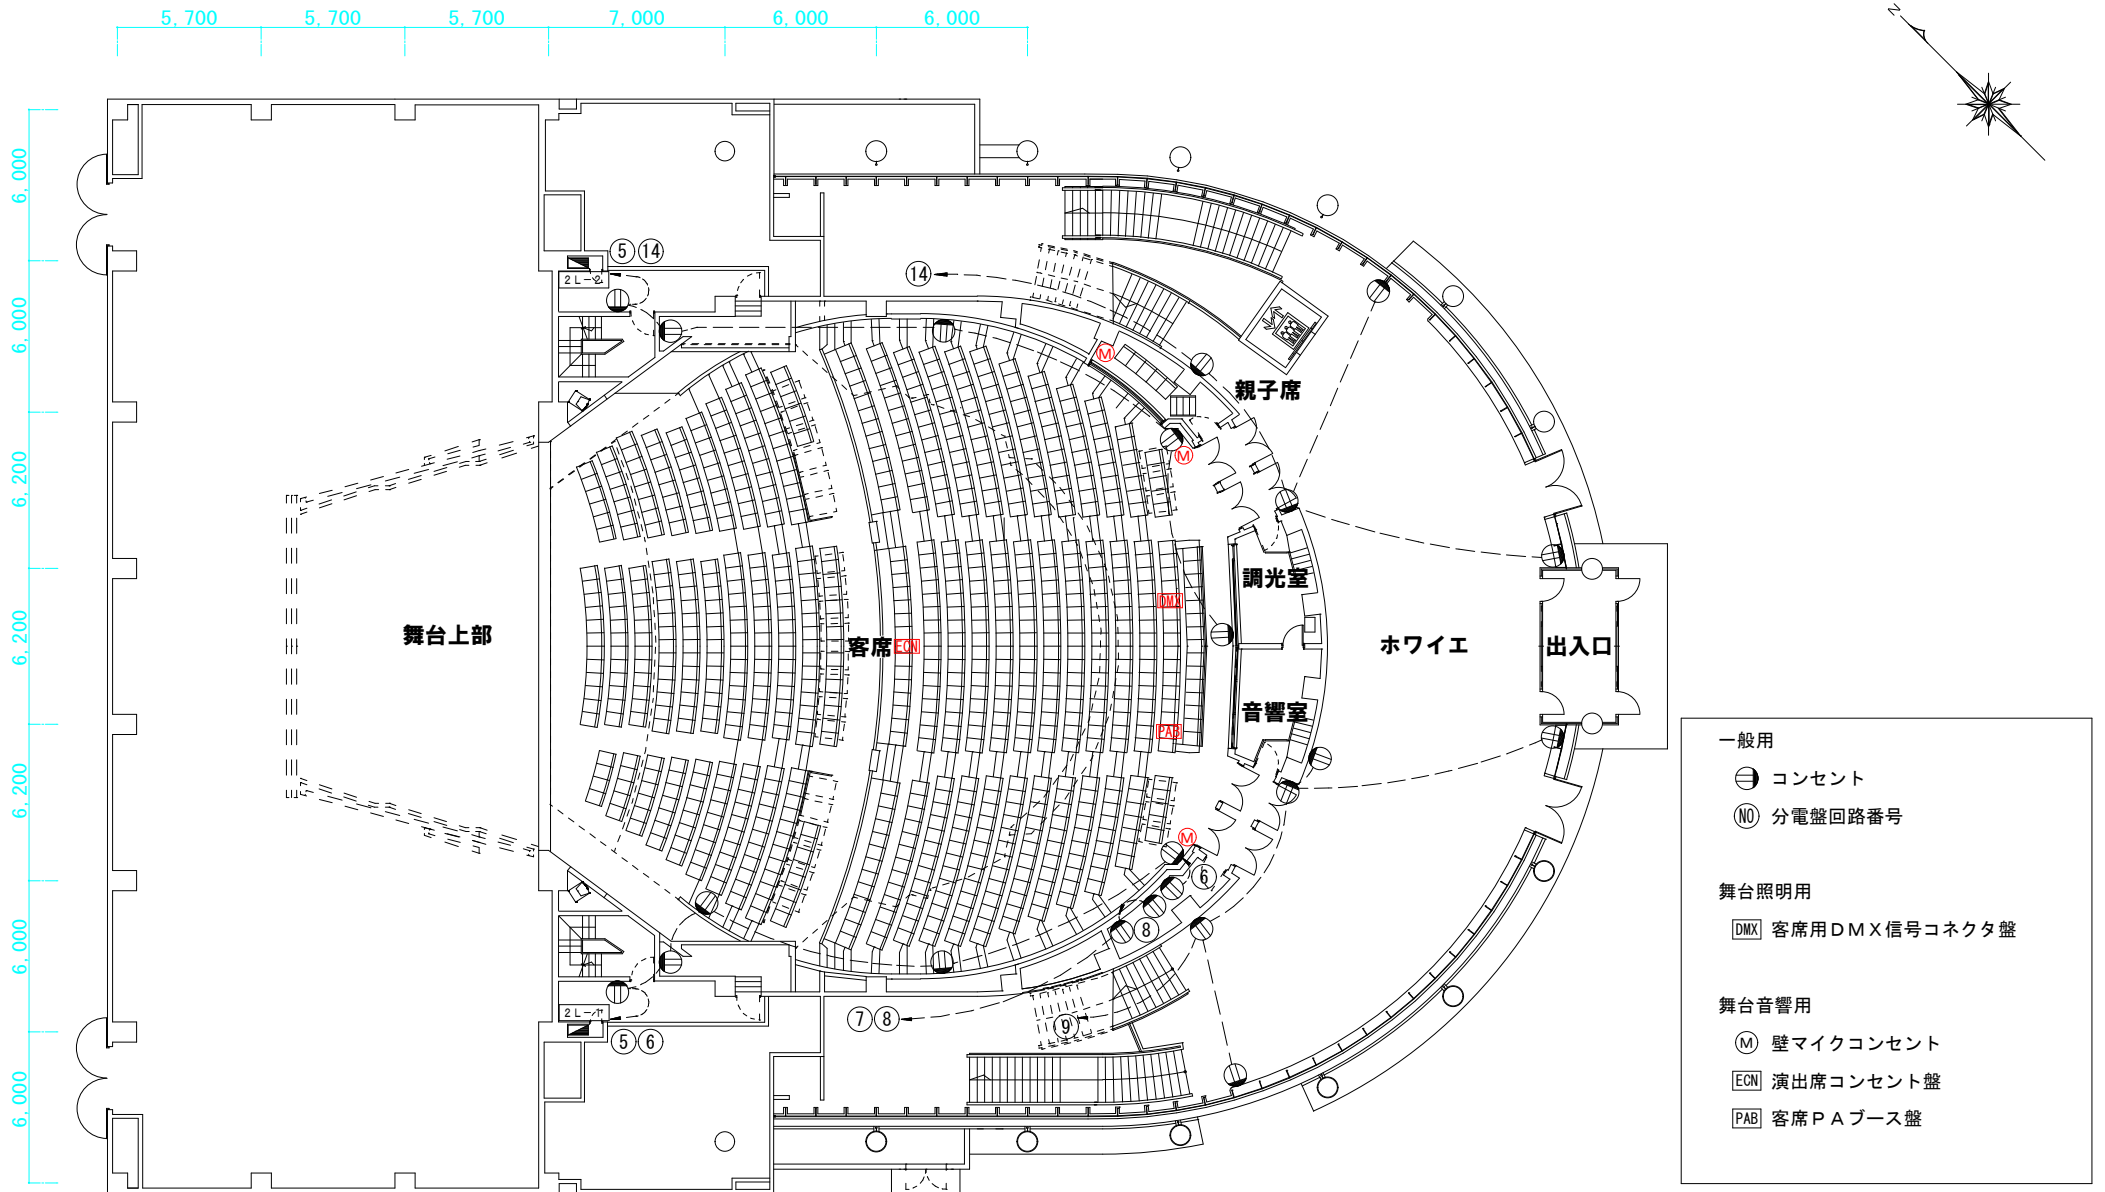 5,700 5,700 5,700 7,000 6,000 6,000
N
6,000
6,000
6,200
6,200
6,200
6,000
6,000
5 14
2L-2
14
M
親子席
M
調光室
DMX
舞台上部
客席 ECN
ホワイエ
出入口
音響室
PAB
M
6
8
7 8
9
2L-1
5 6
一般用
コンセント
NO 分電盤回路番号
舞台照明用
DMX 客席用DMX信号コネクタ盤
舞台音響用
M 壁マイクコンセント
ECN 演出席コンセント盤
PAB 客席PAブース盤